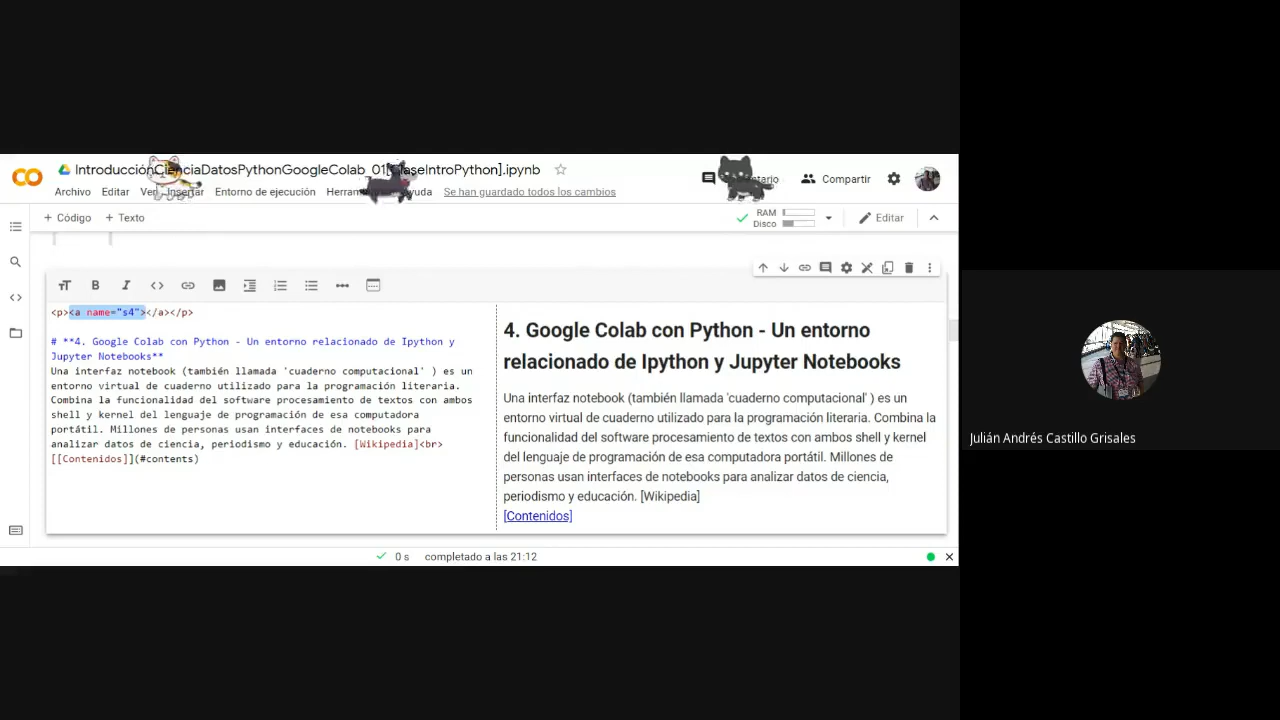 IntroducciónCienciaDatosPythonGoogleColab_01[ClaseIntroPython].ipynb
Archivo Editar Ver Insertar Entorno de ejecución Ayuda Se han guardado todos los cambios
Compartir
+ Código + Texto
RAM
Disco
Editar
<p><a name="s4"></a></p>
# **4. Google Colab con Python - Un entorno relacionado de Ipython y
Jupyter Notebooks**
Una interfaz notebook (también llamada 'cuaderno computacional' ) es un
entorno virtual de cuaderno utilizado para la programación literaria.
Combina la funcionalidad del software procesamiento de textos con ambos
shell y kernel del lenguaje de programación de esa computadora
portátil. Millones de personas usan interfaces de notebooks para
analizar datos de ciencia, periodismo y educación. [Wikipedia]<br>
[[Contenidos]](#contents)
4. Google Colab con Python - Un entorno
relacionado de Ipython y Jupyter Notebooks
Una interfaz notebook (también llamada 'cuaderno computacional' ) es un
entorno virtual de cuaderno utilizado para la programación literaria. Combina la
funcionalidad del software procesamiento de textos con ambos shell y kernel
del lenguaje de programación de esa computadora portátil. Millones de
personas usan interfaces de notebooks para analizar datos de ciencia,
periodismo y educación. [Wikipedia]
[Contenidos]
0 s completado a las 21:12
Julián Andrés Castillo Grisales